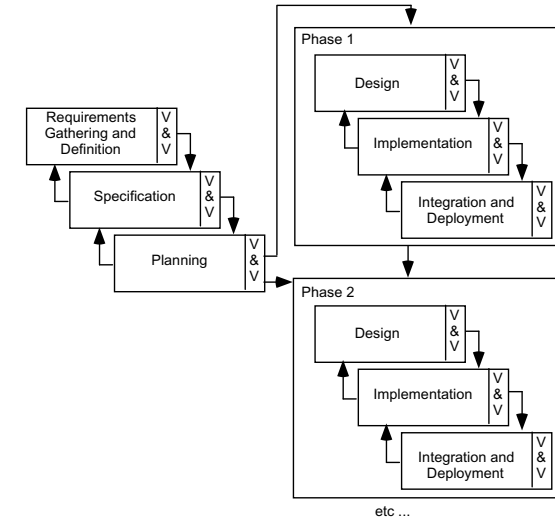 Requirements
Gathering and
Definition
V
&
V
Specification
V
&
V
Planning
V
&
V
Phase 1
Design
V
&
V
Implementation
V
&
V
Integration and
Deployment
V
&
V
Phase 2
Design
V
&
V
Implementation
V
&
V
Integration and
Deployment
V
&
V
etc ...